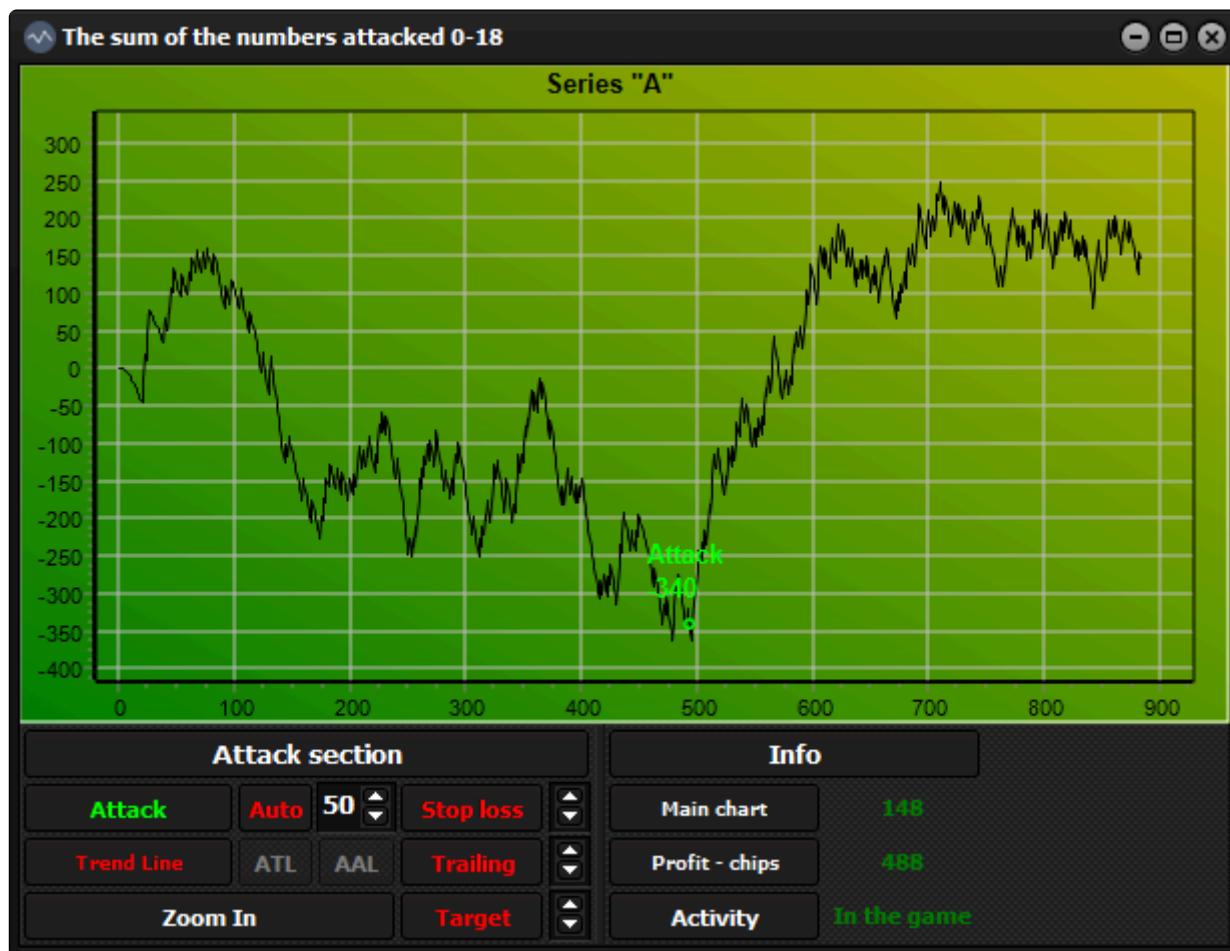 The sum of the numbers attacked 0-18
Series "A"
300
250
200
150
100
50
0
-50
-100
-150
-200
-250
-300
-350
-400
Attack
-340
0 100 200 300 400 500 600 700 800 900
Attack section Info
Attack Auto 50 Stop loss Main chart 148
Trend Line ATL AAL Trailing Profit - chips 488
Zoom In Target Activity In the game